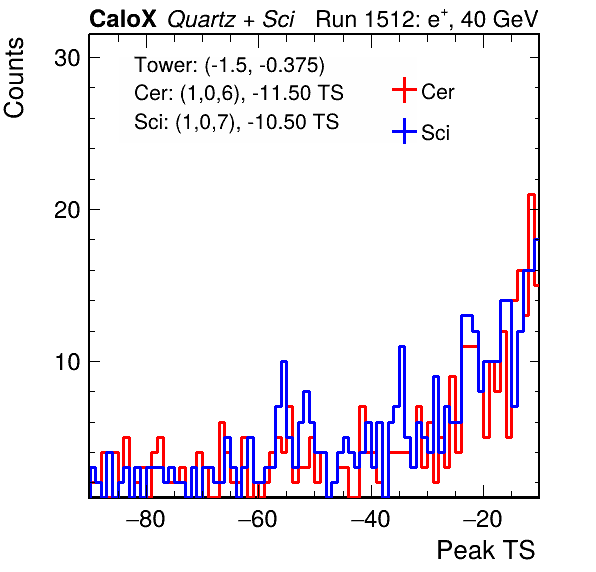 CaloX Quartz + Sci Run 1512: e+, 40 GeV
Counts
30
20
10
Tower: (-1.5, -0.375)
Cer: (1,0,6), -11.50 TS
Sci: (1,0,7), -10.50 TS
Cer
Sci
−80 −60 −40 −20
Peak TS